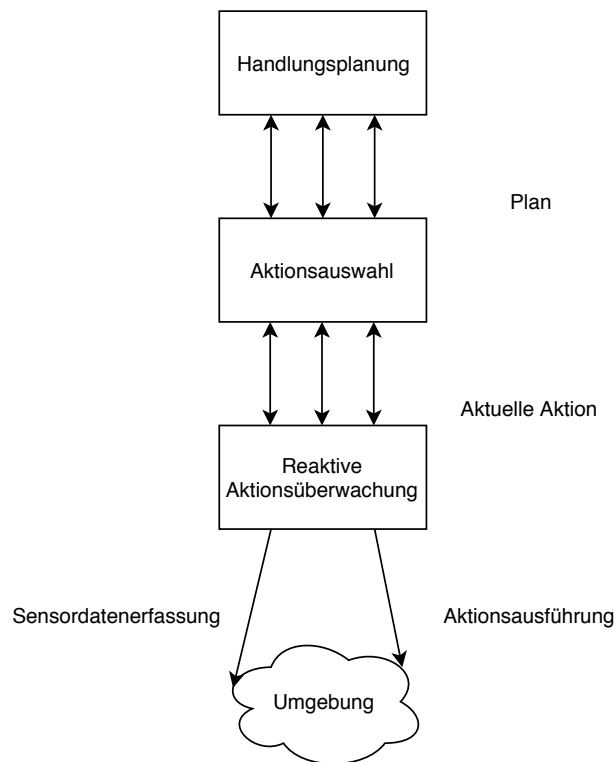 Handlungsplanung
Plan
Aktionsauswahl
Aktuelle Aktion
Reaktive
Aktionsüberwachung
Sensordatenerfassung
Aktionsausführung
Umgebung